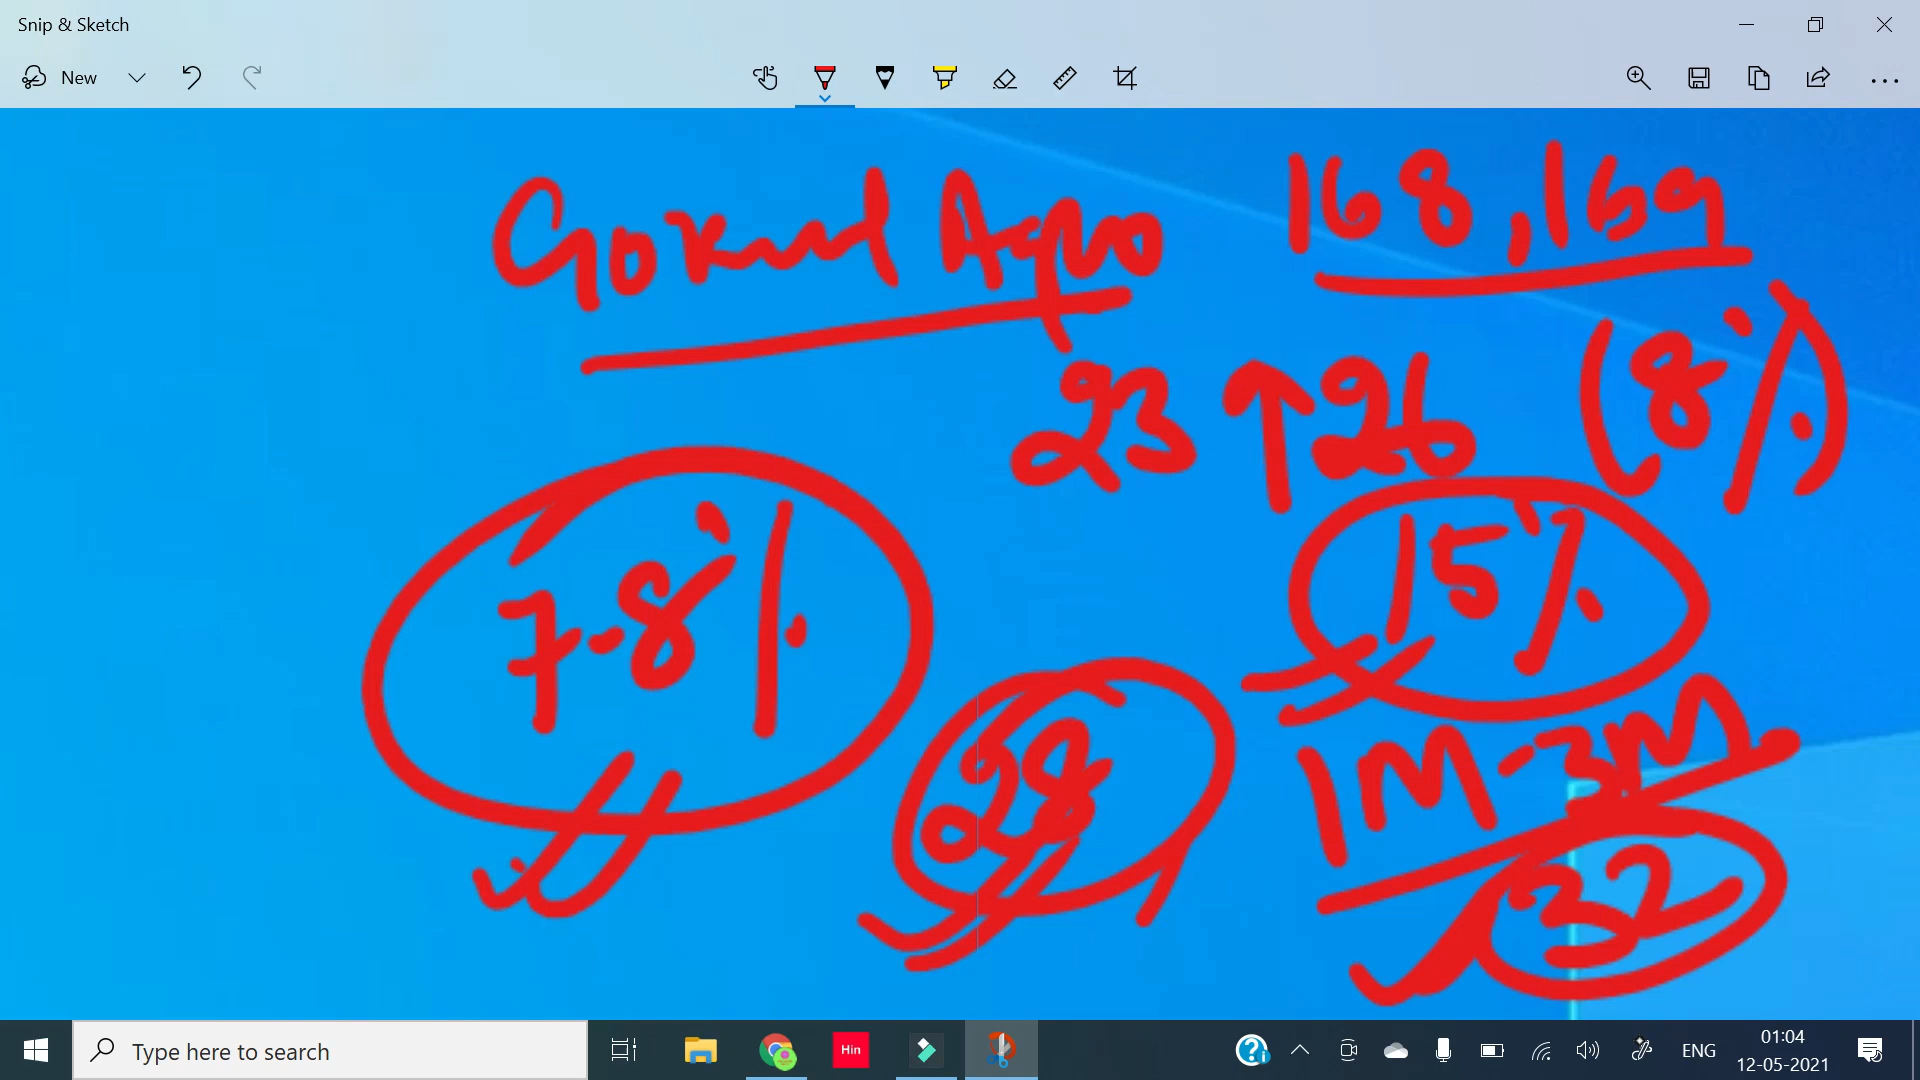 Snip & Sketch
New
Gokul Agro 168,169
23 ↑ 26 (8%)
7-8% 15%
28 1M-3M
32
Type here to search
Hin
ENG
01:04
12-05-2021